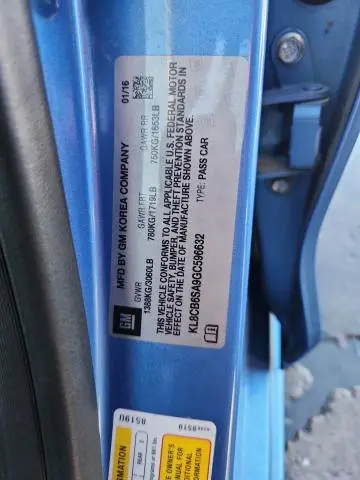 MFD BY GM KOREA COMPANY 01/16
GVWR GAWR FRT GAWR RR
1388KG/3060LB 780KG/1719LB 750KG/1653LB
THIS VEHICLE CONFORMS TO ALL APPLICABLE U.S. FEDERAL MOTOR
VEHICLE SAFETY, BUMPER, AND THEFT PREVENTION STANDARDS IN
EFFECT ON THE DATE OF MANUFACTURE SHOWN ABOVE.
KL8CB6SA9GC596632 TYPE: PASS CAR
GM
85190
REAR